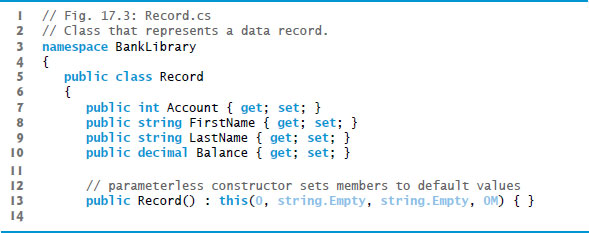 1 // Fig. 17.3: Record.cs
2 // Class that represents a data record.
3 namespace BankLibrary
4 {
5 public class Record
6 {
7 public int Account { get; set; }
8 public string FirstName { get; set; }
9 public string LastName { get; set; }
10 public decimal Balance { get; set; }
11
12 // parameterless constructor sets members to default values
13 public Record() : this(0, string.Empty, string.Empty, 0M) { }
14